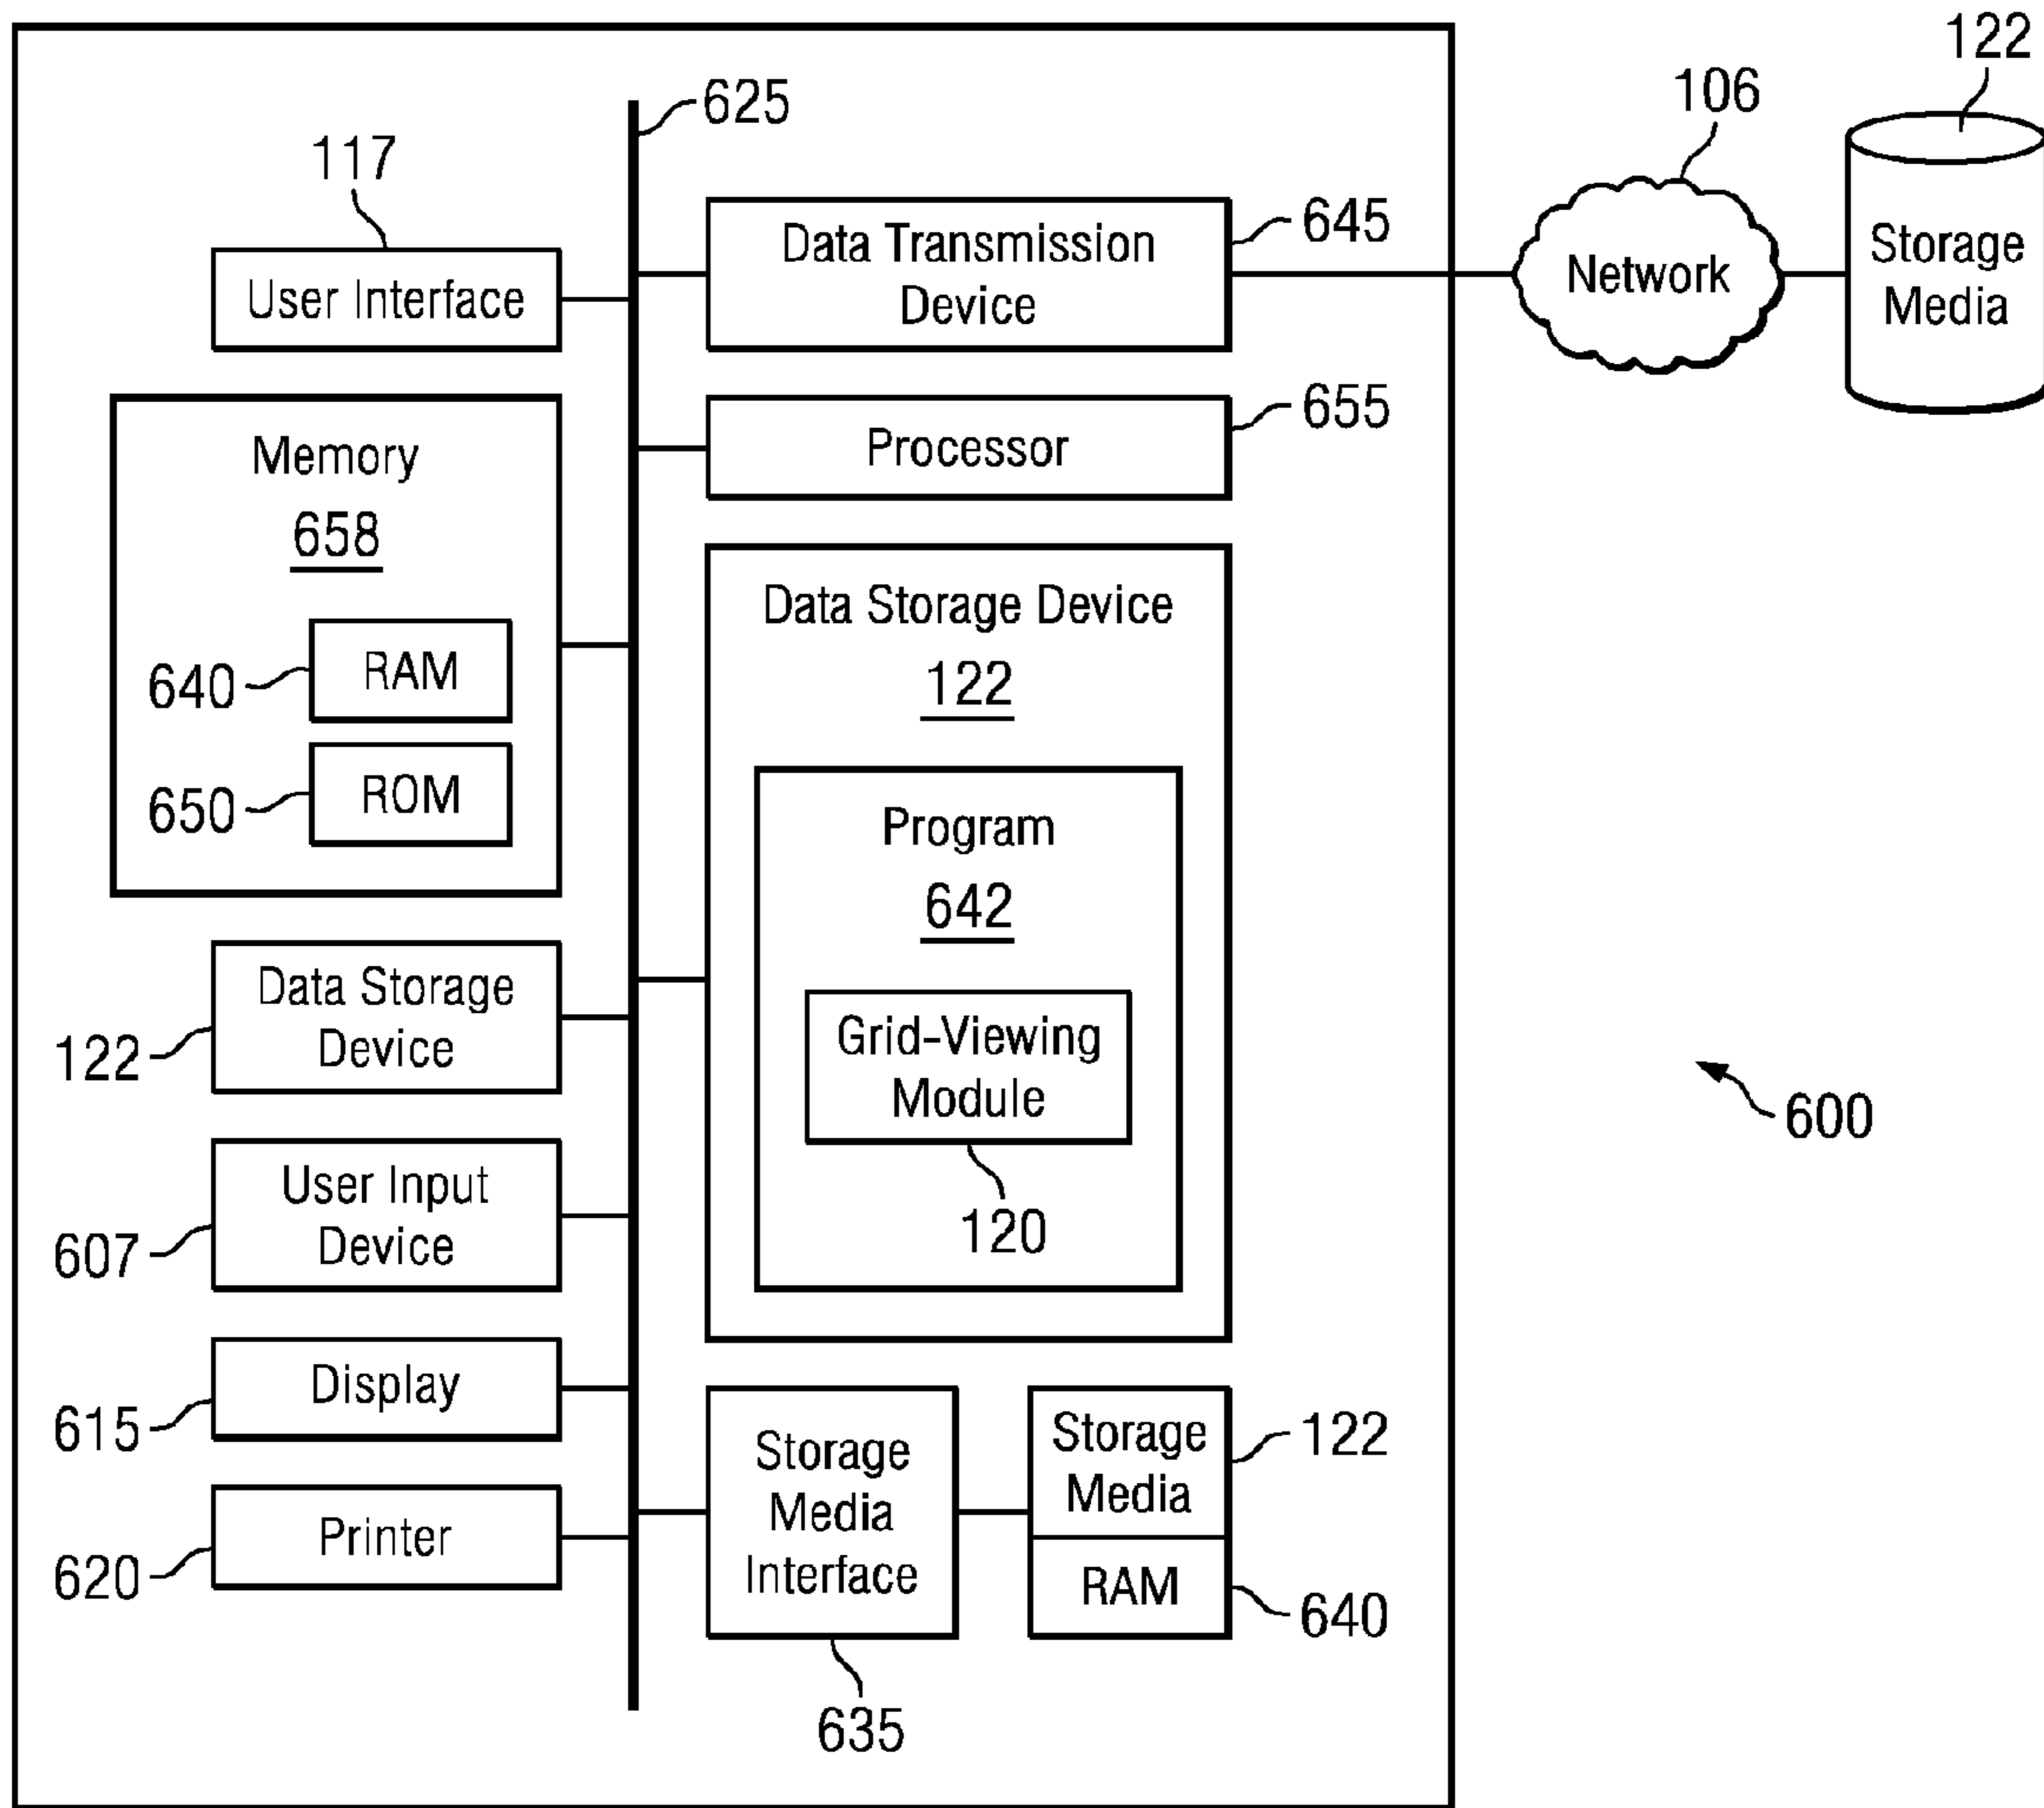 122
106
625
117
645
Data Transmission
Device
User Interface
Network
Storage
Media
655
Processor
Memory
658
640
RAM
650
ROM
Data Storage Device
122
Program
642
Grid-Viewing
Module
120
Data Storage
Device
122
User Input
Device
607
600
Display
615
Printer
620
Storage
Media
Interface
635
Storage
Media
122
RAM
640